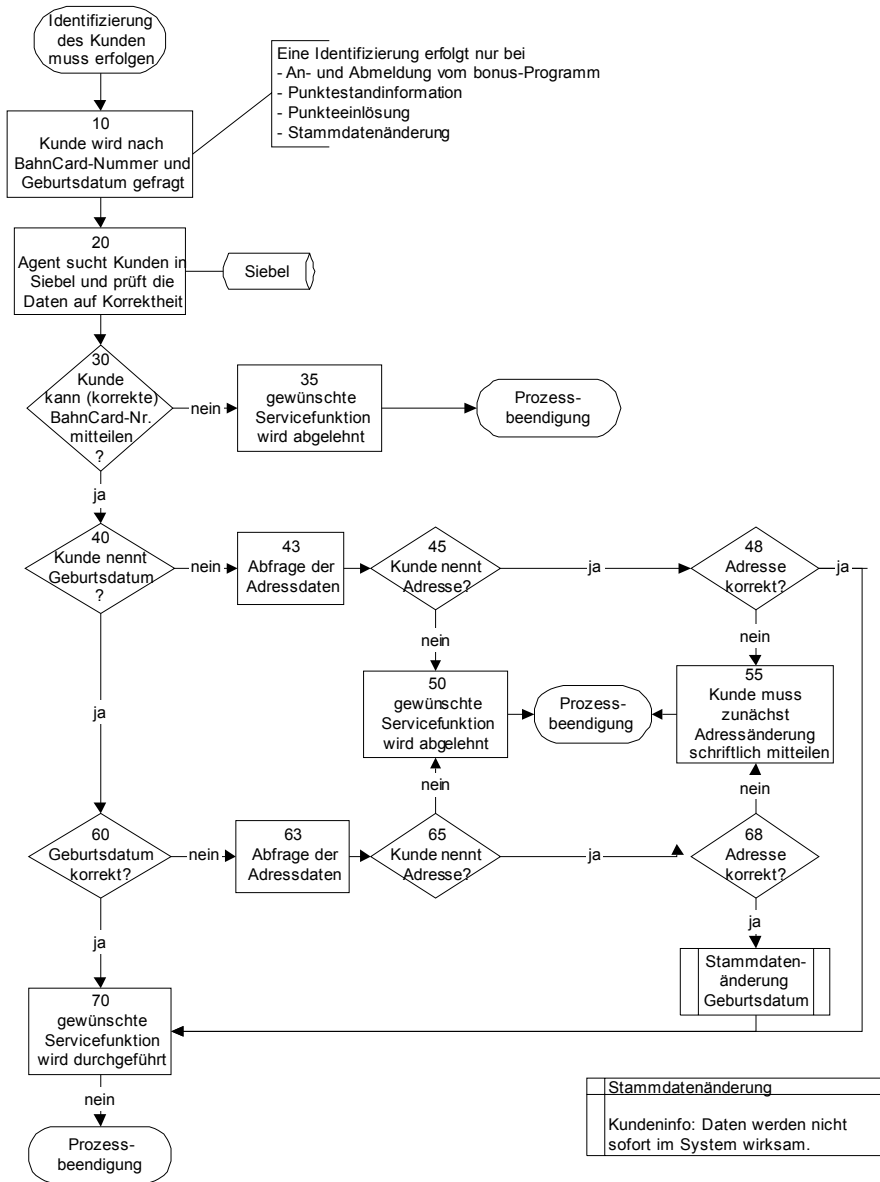 Identifizierung
des Kunden
muss erfolgen
Eine Identifizierung erfolgt nur bei
- An- und Abmeldung vom bonus-Programm
- Punktestandinformation
- Punkteeinlösung
- Stammdatenänderung
10
Kunde wird nach
BahnCard-Nummer und
Geburtsdatum gefragt
20
Agent sucht Kunden in
Siebel und prüft die
Daten auf Korrektheit
Siebel
30
Kunde
kann (korrekte)
BahnCard-Nr.
mitteilen
?
nein
35
gewünschte
Servicefunktion
wird abgelehnt
Prozess-
beendigung
ja
40
Kunde nennt
Geburtsdatum
?
nein
43
Abfrage der
Adressdaten
45
Kunde nennt
Adresse?
ja
48
Adresse
korrekt?
ja
nein
nein
ja
50
gewünschte
Servicefunktion
wird abgelehnt
Prozess-
beendigung
55
Kunde muss
zunächst
Adressänderung
schriftlich mitteilen
nein
nein
60
Geburtsdatum
korrekt?
nein
63
Abfrage der
Adressdaten
65
Kunde nennt
Adresse?
ja
68
Adresse
korrekt?
ja
ja
Stammdaten-
änderung
Geburtsdatum
70
gewünschte
Servicefunktion
wird durchgeführt
nein
Prozess-
beendigung
Stammdatenänderung
Kundeninfo: Daten werden nicht
sofort im System wirksam.